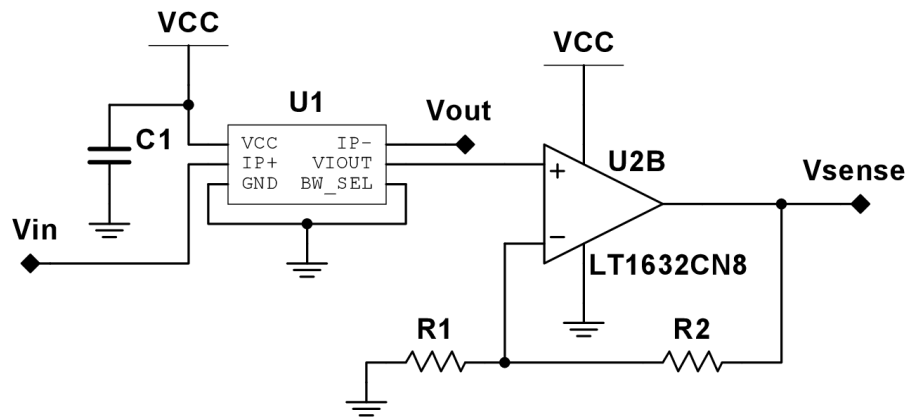 VCC
VCC
U1
Vout
C1
VCC IP-
IP+ VIOUT
GND BW_SEL
+
U2B
Vsense
Vin
−
LT1632CN8
R1
R2